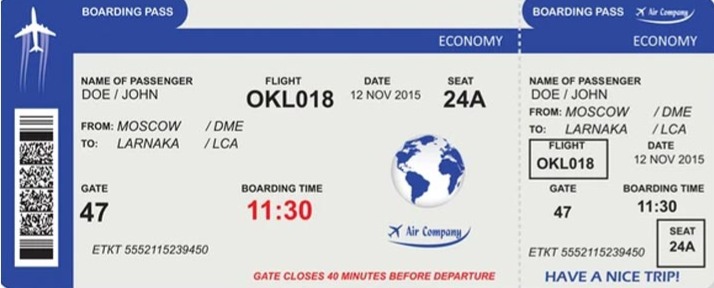 BOARDING PASS
ECONOMY
NAME OF PASSENGER
DOE / JOHN
FLIGHT
OKL018
DATE
12 NOV 2015
SEAT
24A
FROM: MOSCOW / DME
TO: LARNAKA / LCA
GATE
47
BOARDING TIME
11:30
Air Company
ETKT 5552115239450
GATE CLOSES 40 MINUTES BEFORE DEPARTURE
BOARDING PASS
Air Company
ECONOMY
NAME OF PASSENGER
DOE / JOHN
FROM: MOSCOW / DME
TO: LARNAKA / LCA
FLIGHT
OKL018
DATE
12 NOV 2015
GATE
47
BOARDING TIME
11:30
SEAT
24A
ETKT 5552115239450
HAVE A NICE TRIP!